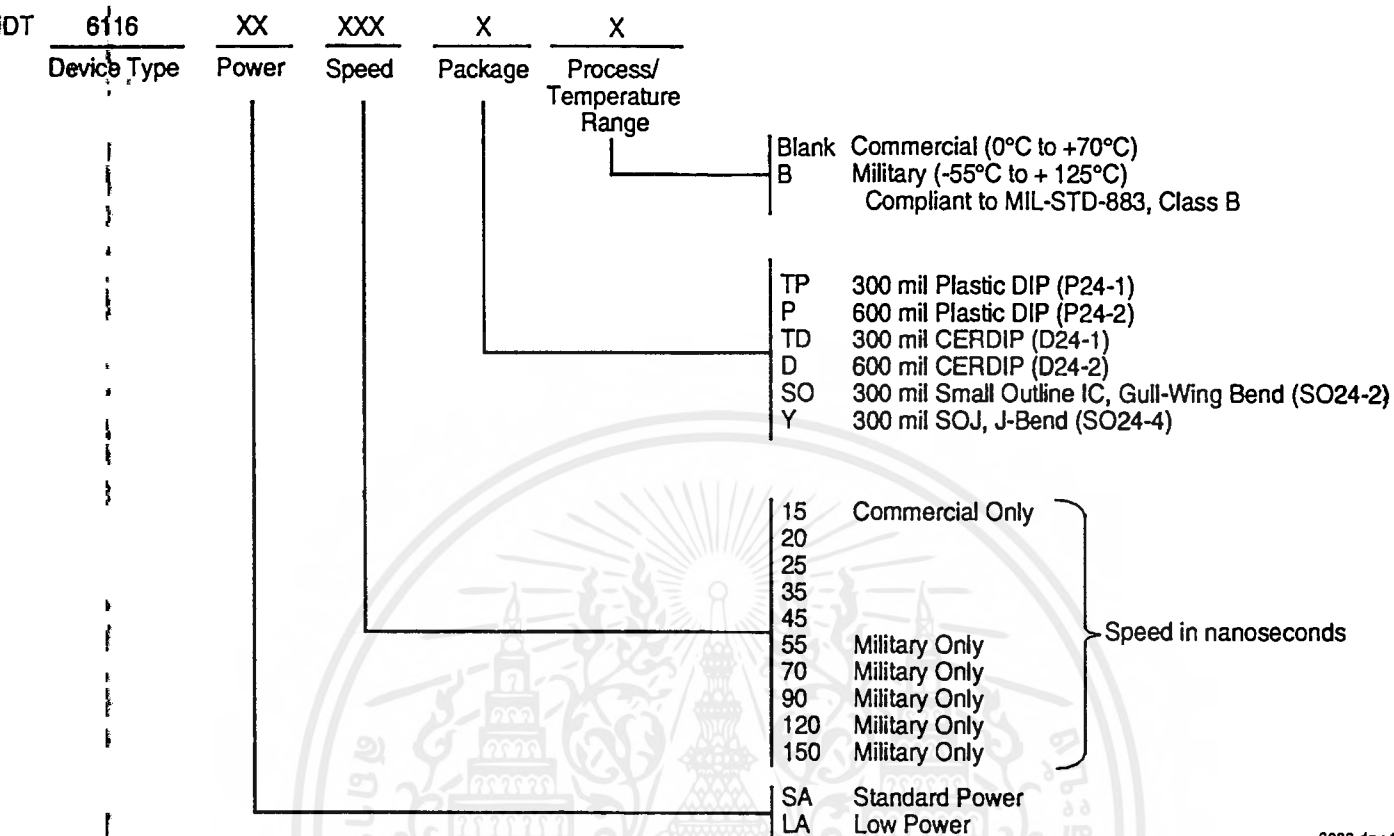 IDT 6116 XX XXX X X
Device Type Power Speed Package Process/
Temperature
Range
Blank Commercial (0°C to +70°C)
B Military (-55°C to + 125°C)
Compliant to MIL-STD-883, Class B
TP 300 mil Plastic DIP (P24-1)
P 600 mil Plastic DIP (P24-2)
TD 300 mil CERDIP (D24-1)
D 600 mil CERDIP (D24-2)
SO 300 mil Small Outline IC, Gull-Wing Bend (SO24-2)
Y 300 mil SOJ, J-Bend (SO24-4)
15 Commercial Only
20
25
35
45
55 Military Only
70 Military Only
90 Military Only
120 Military Only
150 Military Only
Speed in nanoseconds
SA Standard Power
LA Low Power